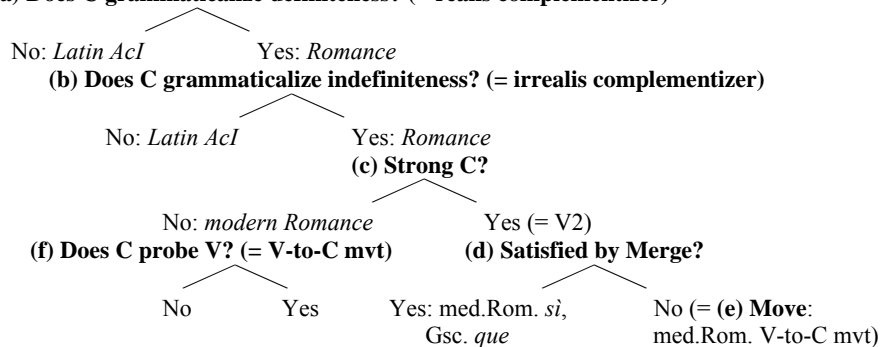 No: Latin AcI Yes: Romance
(b) Does C grammaticalize indefiniteness? (= irrealis complementizer)
No: Latin AcI Yes: Romance
(c) Strong C?
No: modern Romance Yes (= V2)
(f) Does C probe V? (= V-to-C mvt) (d) Satisfied by Merge?
No Yes Yes: med.Rom. sì, No (= (e) Move:
Gsc. que med.Rom. V-to-C mvt)